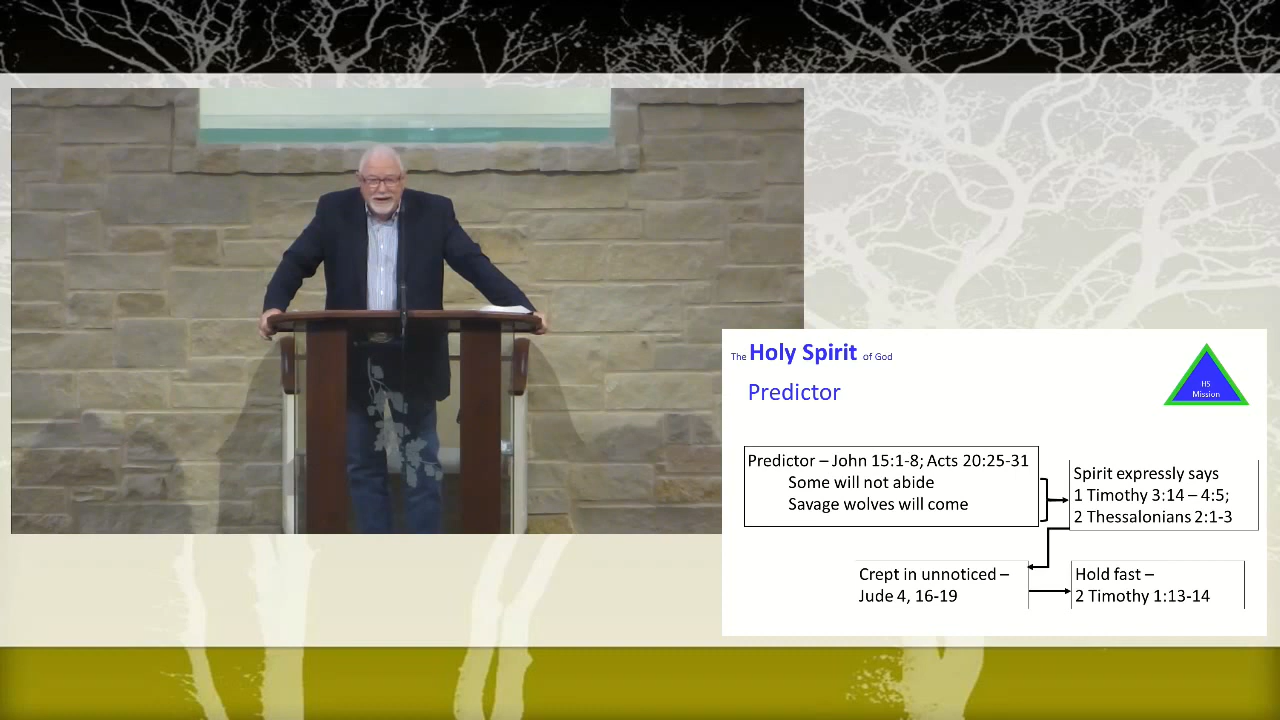 The Holy Spirit of God
Predictor
HS
Mission
Predictor – John 15:1-8; Acts 20:25-31
Some will not abide
Savage wolves will come
Spirit expressly says
1 Timothy 3:14 – 4:5;
2 Thessalonians 2:1-3
Crept in unnoticed –
Jude 4, 16-19
Hold fast –
2 Timothy 1:13-14